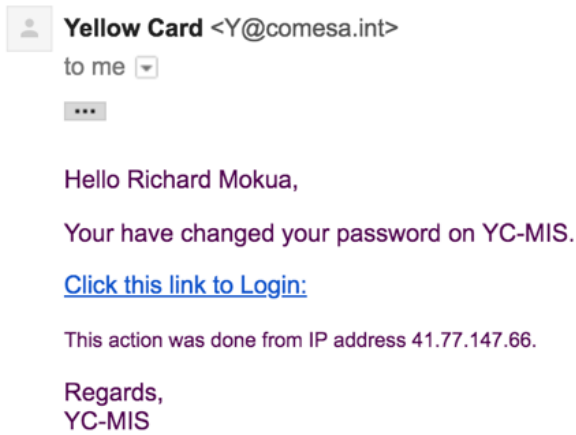 Yellow Card <Y@comesa.int>
to me
...
Hello Richard Mokua,
Your have changed your password on YC-MIS.
Click this link to Login:
This action was done from IP address 41.77.147.66.
Regards,
YC-MIS